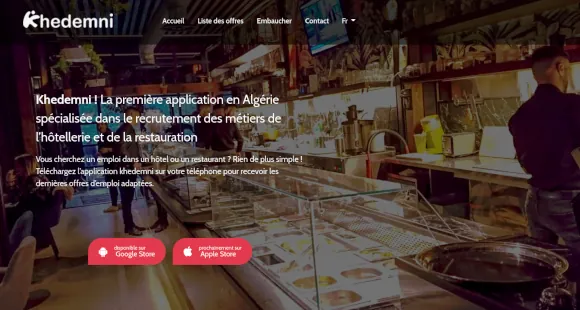 Khedemni
Accueil
Liste des offres
Embaucher
Contact
Fr
Khedemni ! La première application en Algérie
spécialisée dans le recrutement des métiers de
l'hôtellerie et de la restauration
Vous cherchez un emploi dans un hôtel ou un restaurant ? Rien de plus simple !
Téléchargez l'application khedemni sur votre téléphone pour recevoir les
dernières offres d'emploi adaptées.
disponible sur
Google Store
prochainement sur
Apple Store